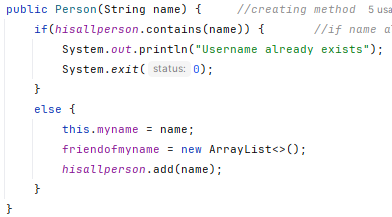 public Person(String name) { //creating method 5 usa
if(hisallperson.contains(name)) { //if name a
System.out.println("Username already exists");
System.exit( status: 0);
}
else {
this.myname = name;
friendofmyname = new ArrayList<>();
hisallperson.add(name);
}
}